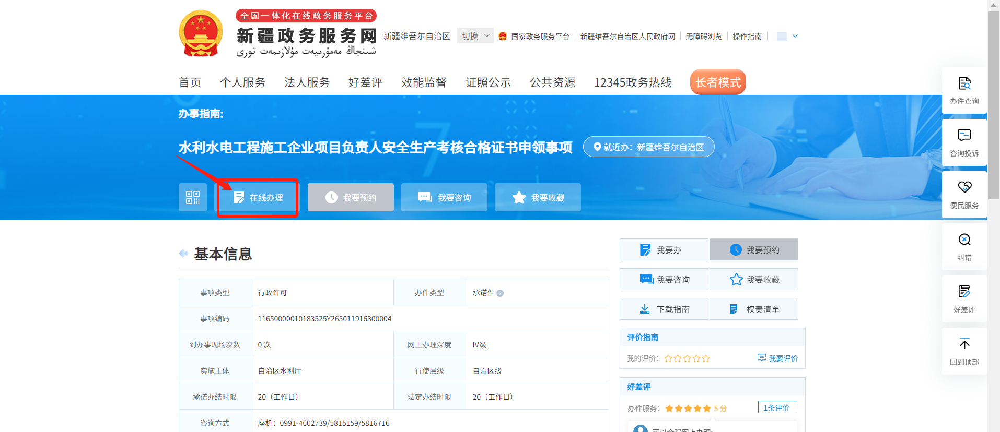 全国一体化在线政务服务平台
新疆政务服务网
شىنجاڭ مەمۇرىيەت مۇلازىمەت تورى
新疆维吾尔自治区 切换 国家政务服务平台 新疆维吾尔自治区人民政府网 无障碍浏览 操作指南
首页 个人服务 法人服务 好差评 效能监督 证照公示 公共资源 12345政务热线 长者模式
办事指南:
水利水电工程施工企业项目负责人安全生产考核合格证书申领事项 就近办：新疆维吾尔自治区
在线办理 我要预约 我要咨询 我要收藏
基本信息
事项类型 行政许可 办件类型 承诺件 ?
事项编码 11650000010183525Y265011916300004
到办事现场次数 0 次 网上办理深度 IV级
实施主体 自治区水利厅 行使层级 自治区级
承诺办结时限 20（工作日） 法定办结时限 20（工作日）
咨询方式 座机：0991-4602739/5815159/5816716
我要办 我要预约
我要咨询 我要收藏
下载指南 权责清单
评价指南
我的评价： 我要评价
好差评
办件服务： 5 分 1条评价
可以全程网上办理;
办件查询
咨询投诉
便民服务
纠错
好差评
回到顶部